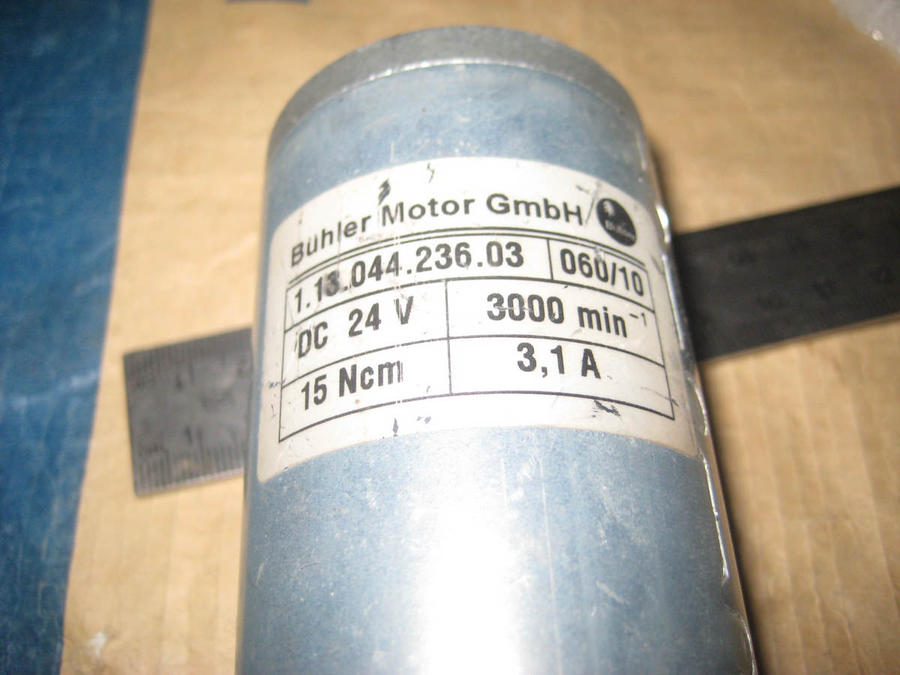 Bühler Motor GmbH
1.13.044.236.03 060/10
DC 24 V 3000 min⁻¹
15 Ncm 3,1 A